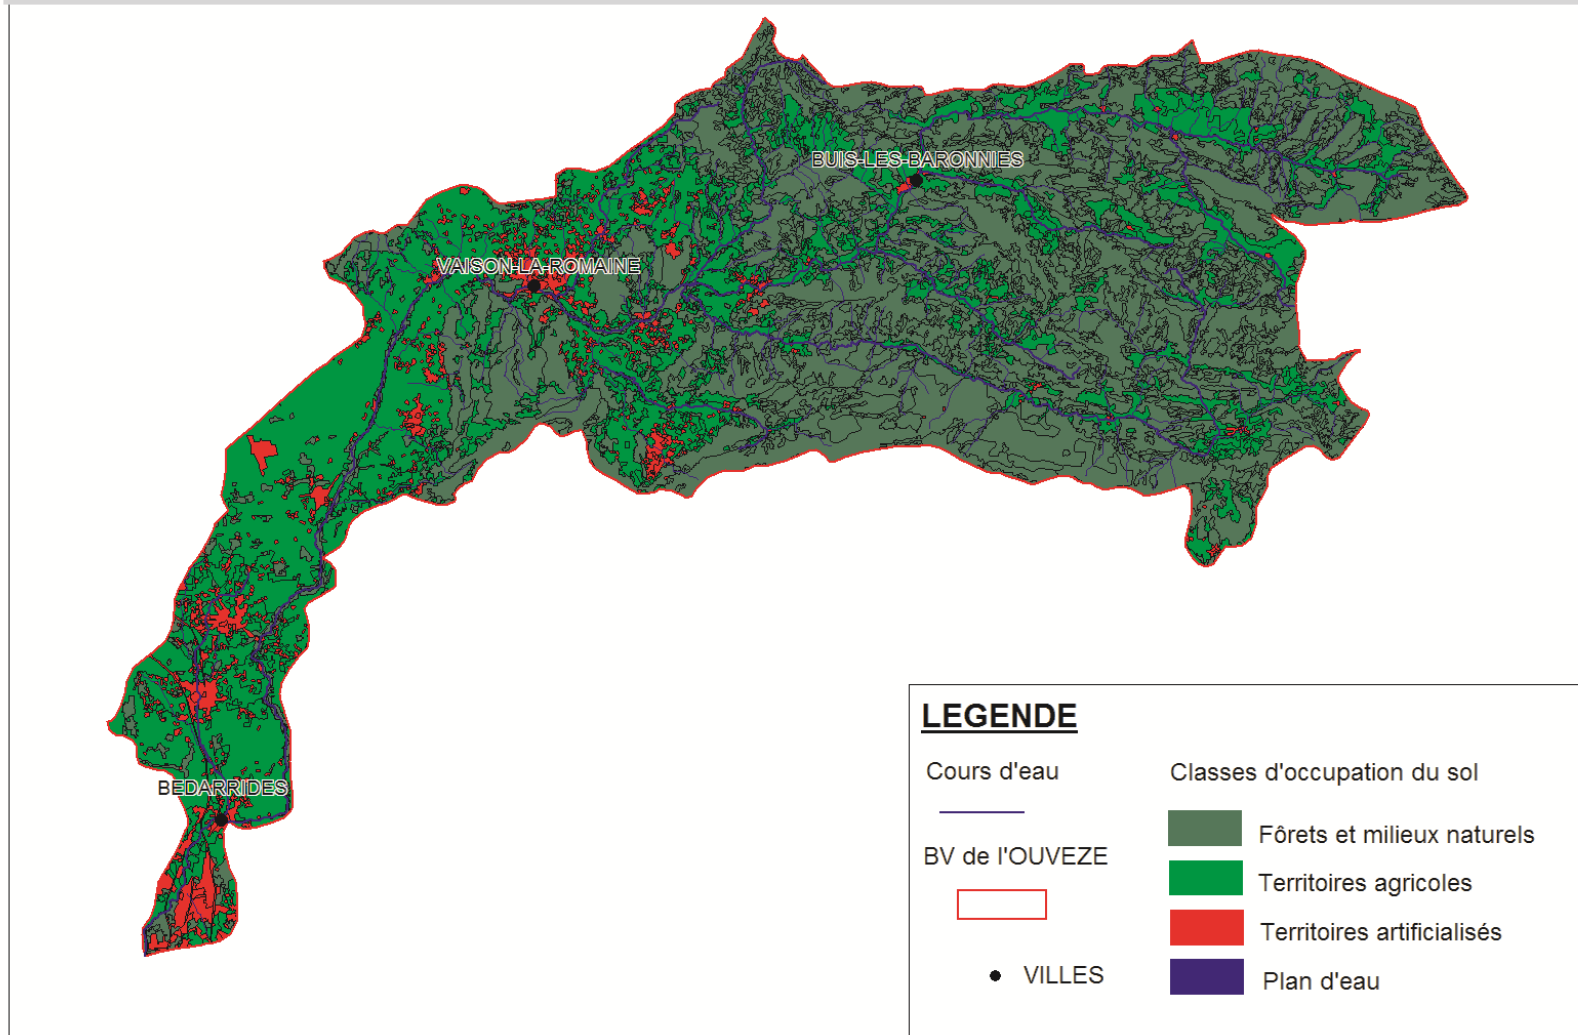 BUIS-LES-BARONNIES
VAISON-LA-ROMAINE
BEDARRIDES
LEGENDE
Cours d'eau
BV de l'OUVEZE
VILLES
Classes d'occupation du sol
Fôrets et milieux naturels
Territoires agricoles
Territoires artificialisés
Plan d'eau